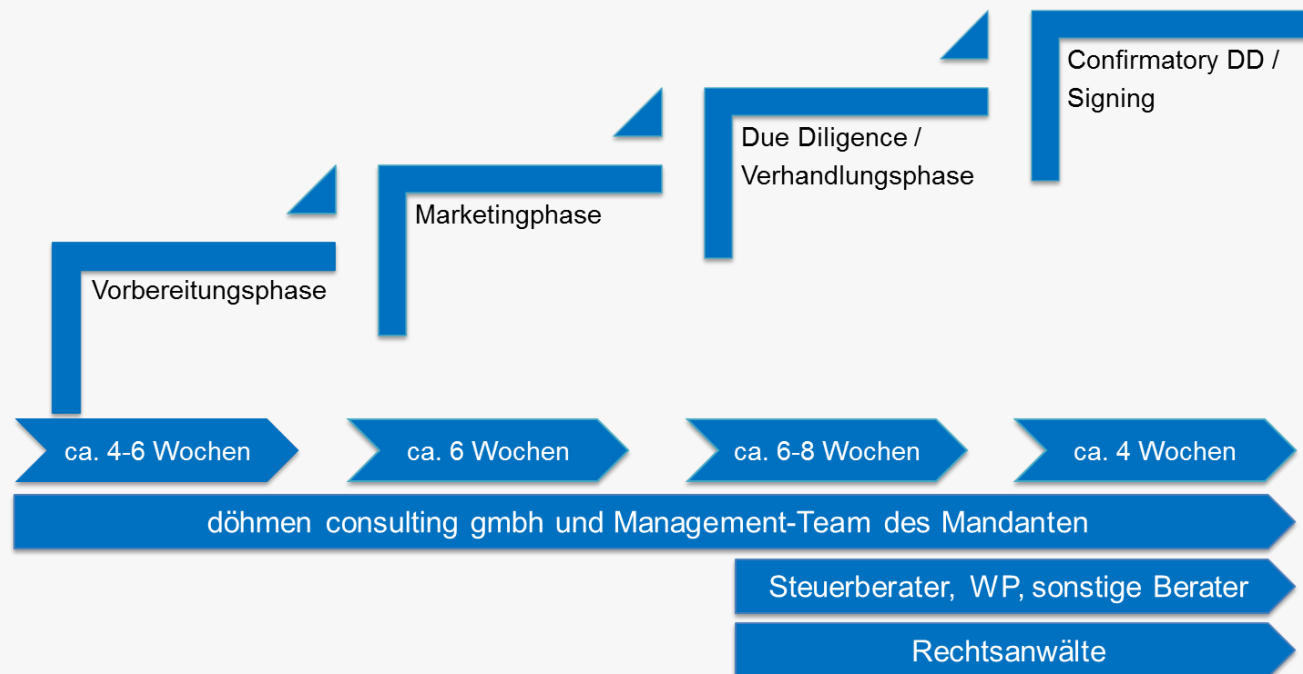 Confirmatory DD /
Signing
Due Diligence /
Verhandlungsphase
Marketingphase
Vorbereitungsphase
ca. 4-6 Wochen
ca. 6 Wochen
ca. 6-8 Wochen
ca. 4 Wochen
döhmen consulting gmbh und Management-Team des Mandanten
Steuerberater, WP, sonstige Berater
Rechtsanwälte